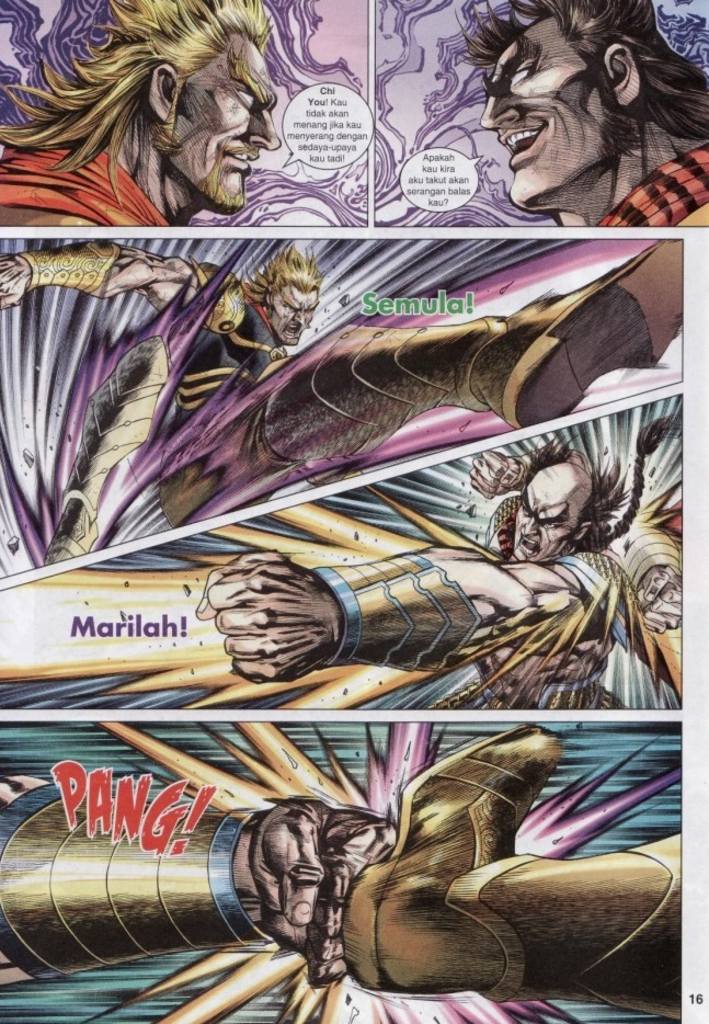 Chi
You! Kau
tidak akan
menang jika kau
menyerang dengan
sedaya-upaya
kau tadi!
Apakah
kau kira
aku takut akan
serangan balas
kau?
Semula!
Marilah!
PANG!
16